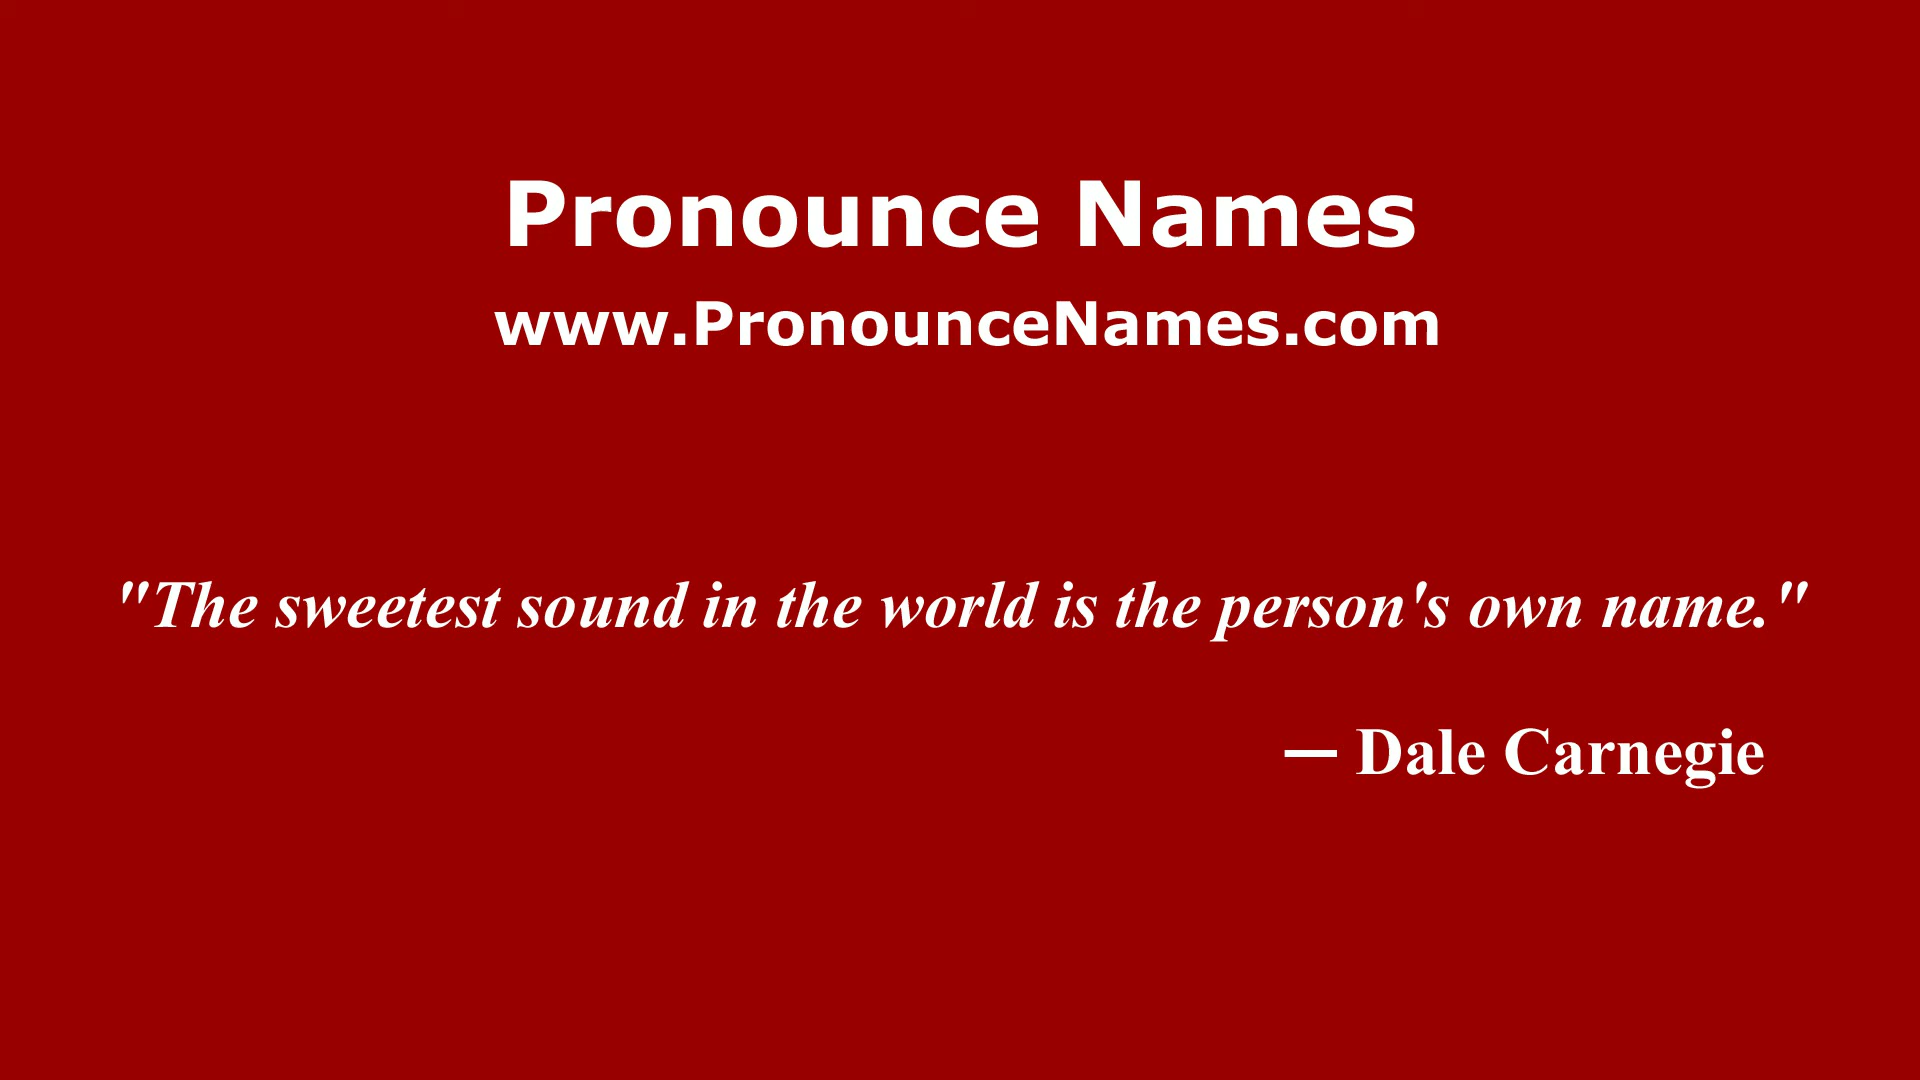 Pronounce Names
www.PronounceNames.com
"The sweetest sound in the world is the person's own name."
— Dale Carnegie